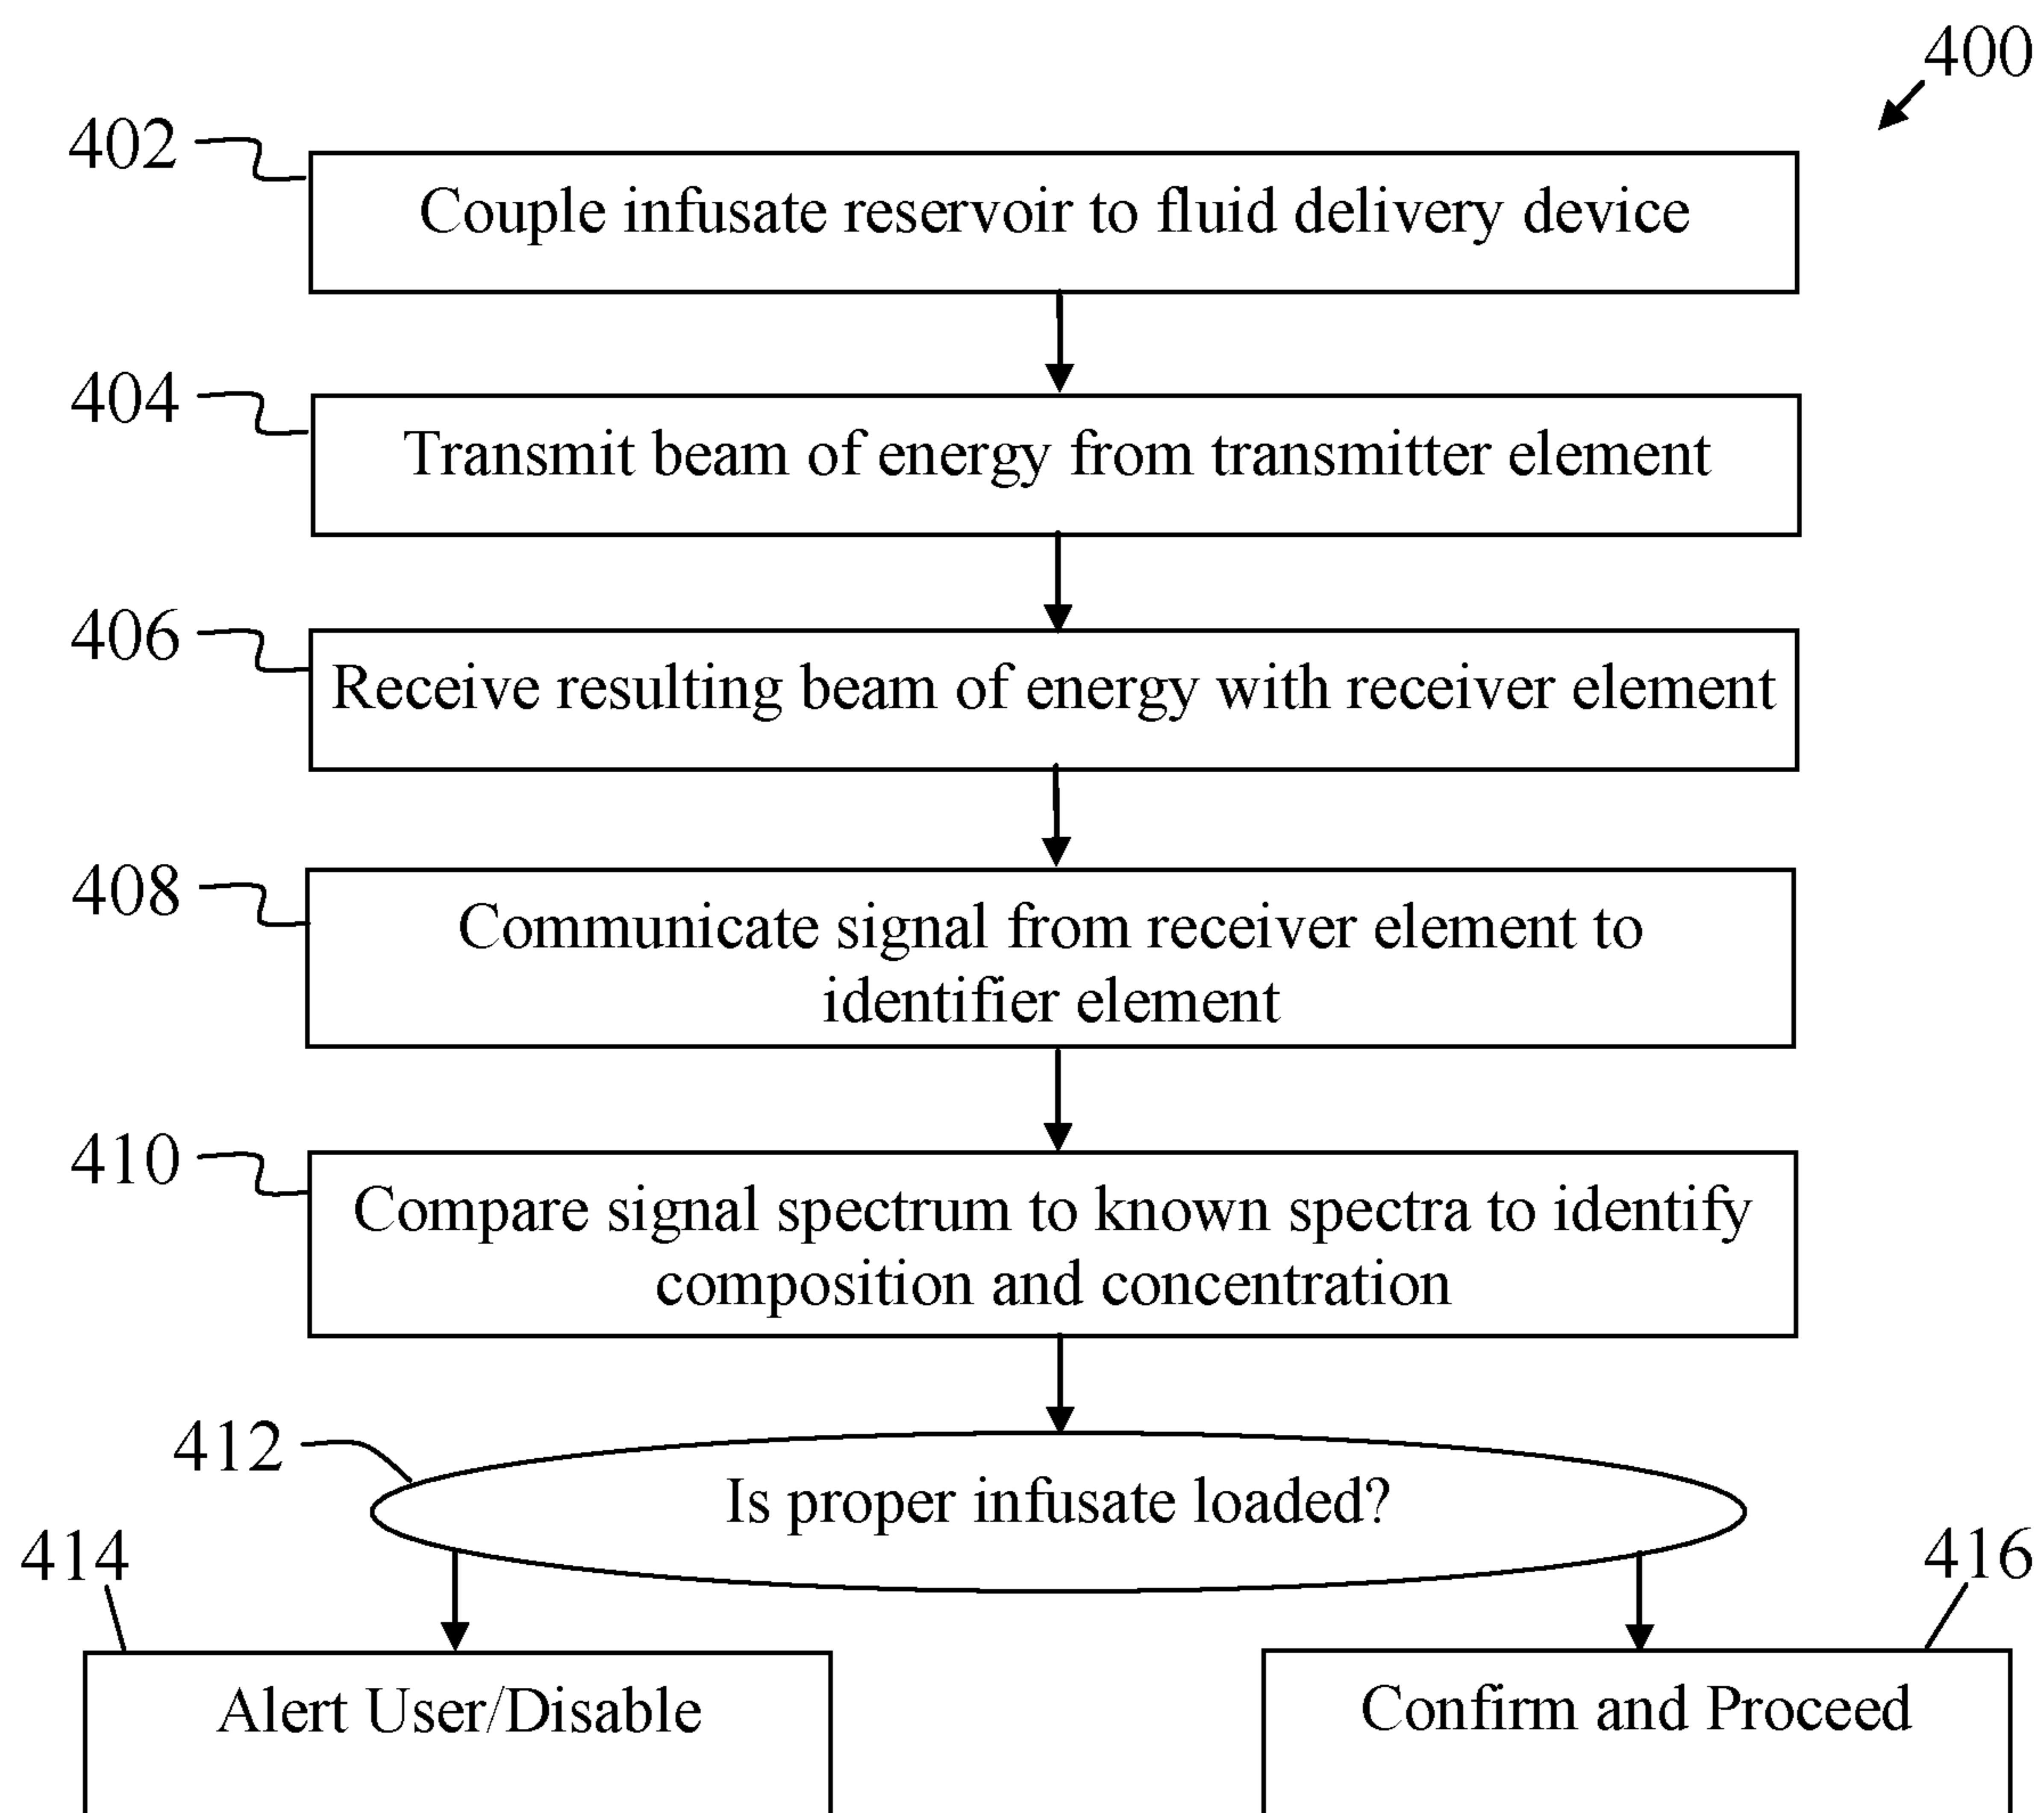 400
402
Couple infusate reservoir to fluid delivery device
404
Transmit beam of energy from transmitter element
406
Receive resulting beam of energy with receiver element
408
Communicate signal from receiver element to
identifier element
410
Compare signal spectrum to known spectra to identify
composition and concentration
412
Is proper infusate loaded?
414
416
Alert User/Disable
Confirm and Proceed